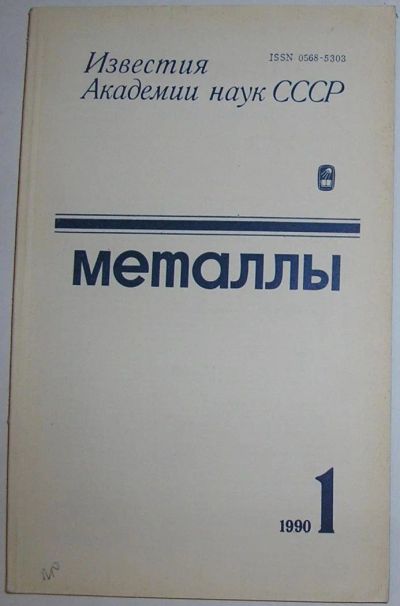 ISSN 0568-5303
Известия
Академии наук СССР
металлы
1990 1